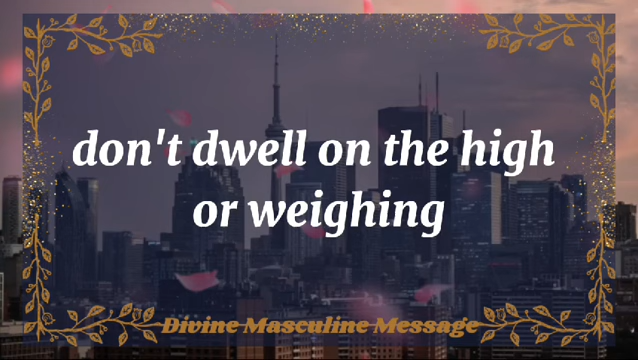 don't dwell on the high
or weighing
Divine Masculine Message